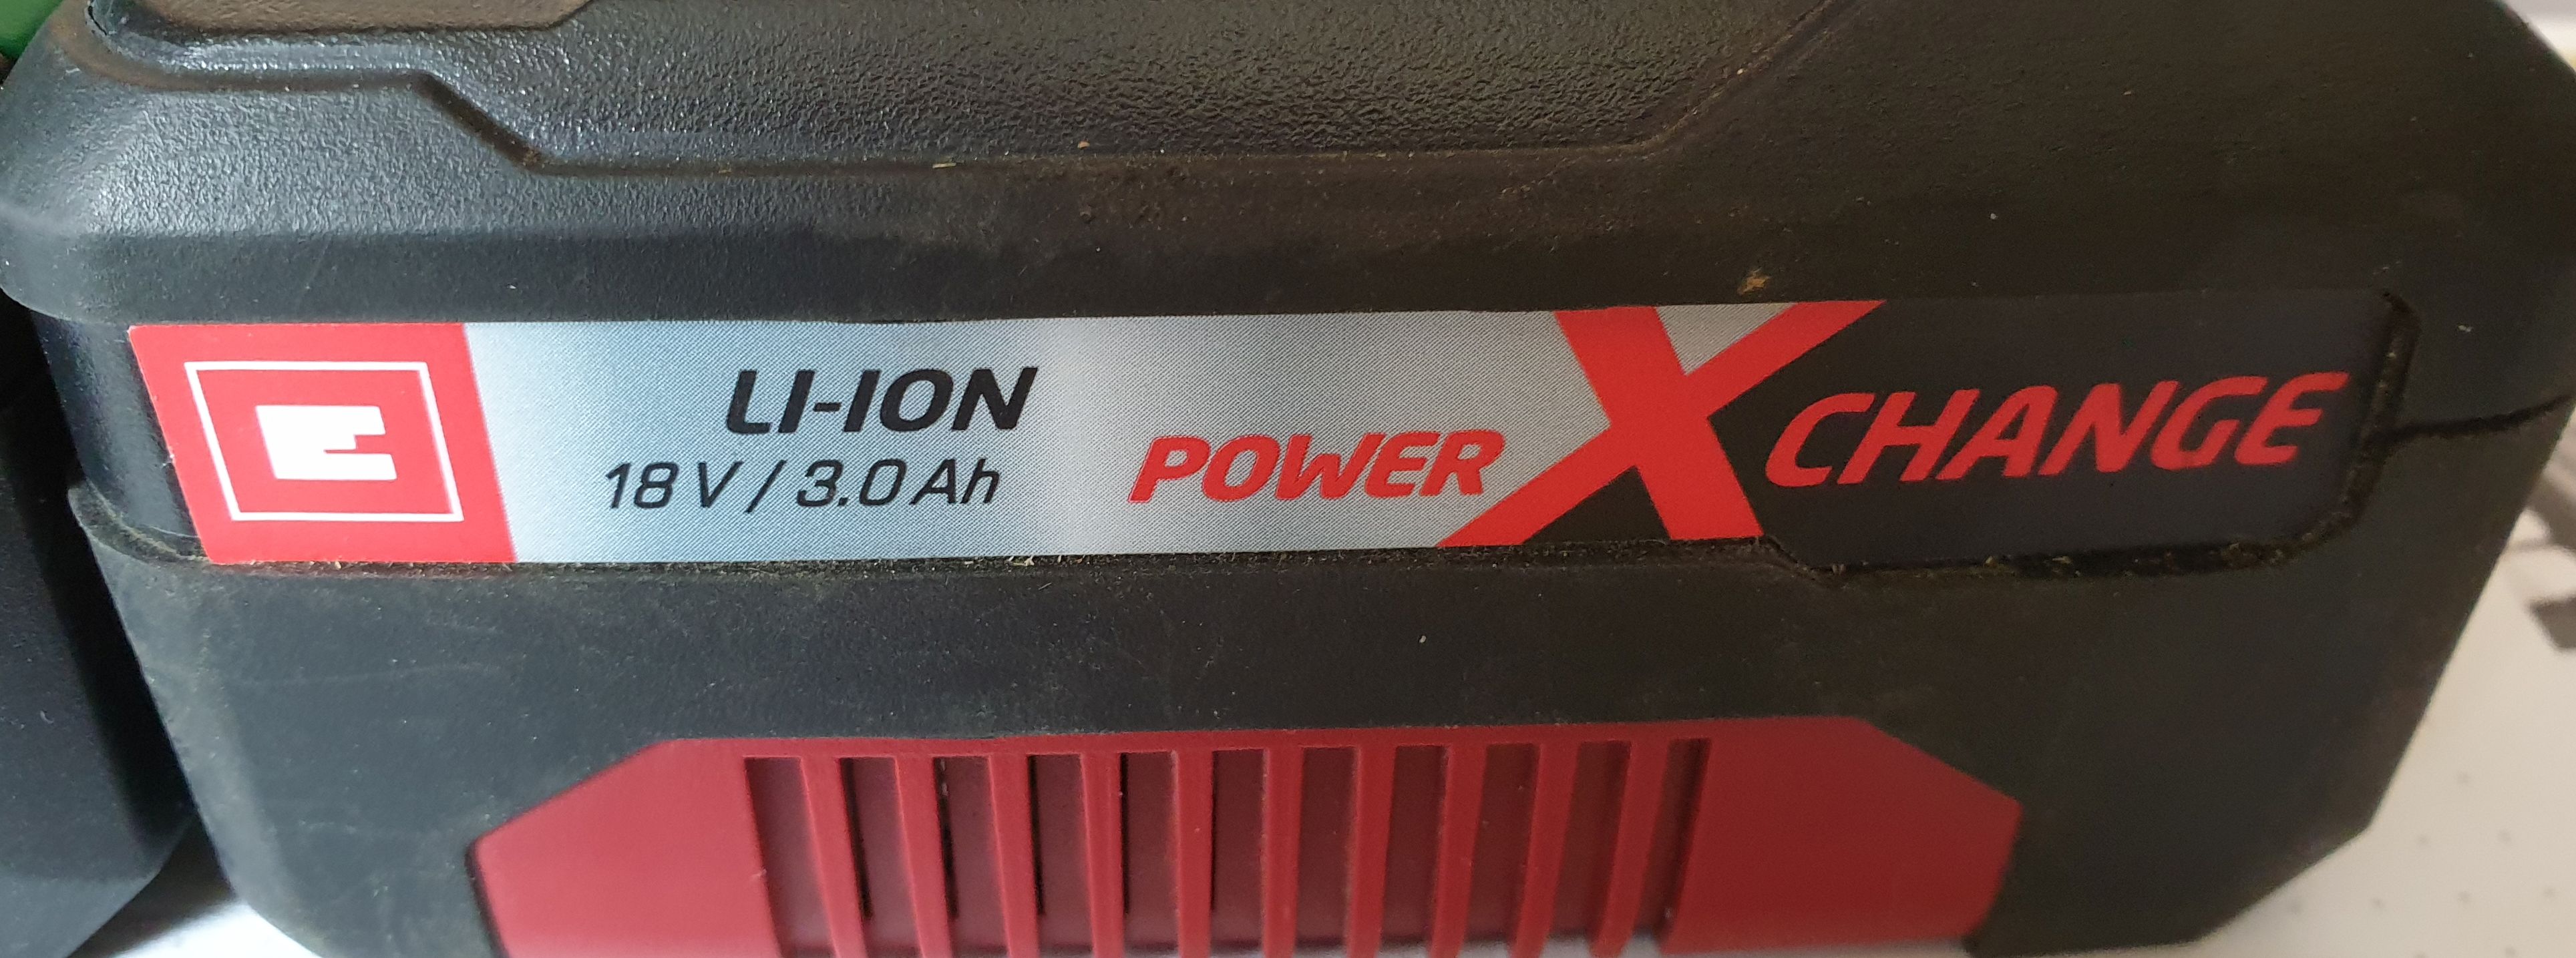 LI-ION
18 V / 3.0 Ah
POWER X CHANGE